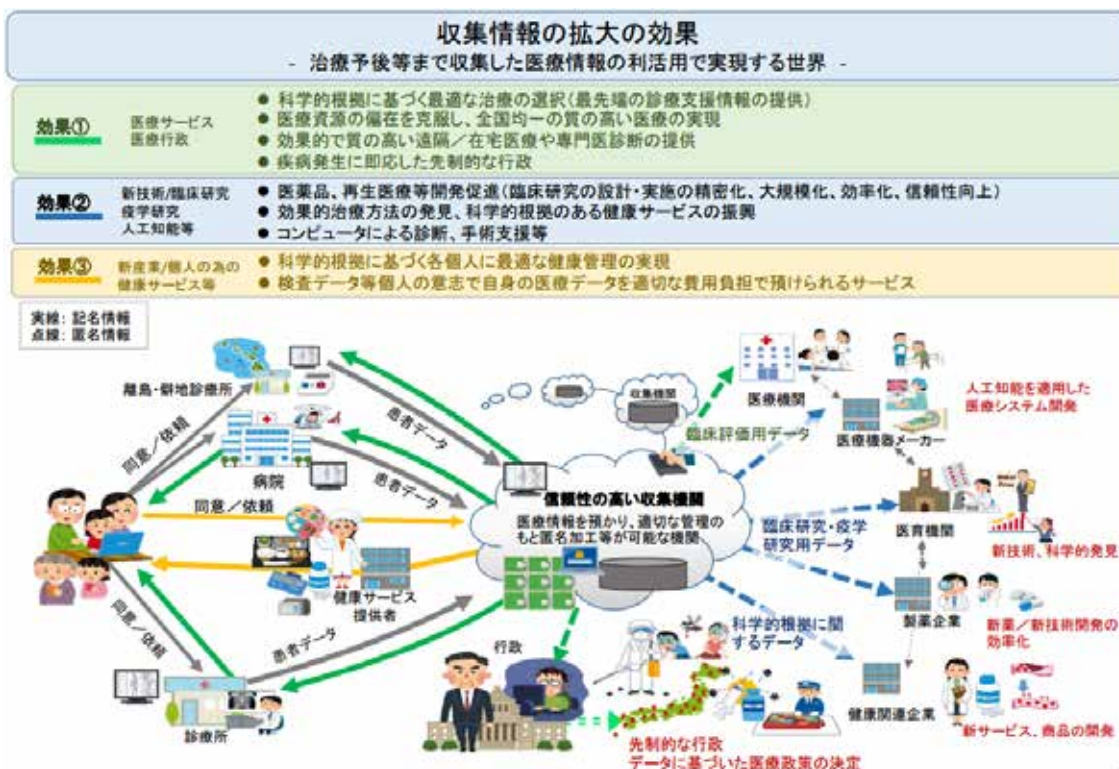 収集情報の拡大の効果
- 治療予後等まで収集した医療情報の利活用で実現する世界 -
効果①
医療サービス
医療行政
● 科学的根拠に基づく最適な治療の選択(最先端の診療支援情報の提供)
● 医療資源の偏在を克服し、全国均一の質の高い医療の実現
● 効果的で質の高い遠隔/在宅医療や専門医診断の提供
● 疾病発生に即応した先制的な行政
効果②
新技術/臨床研究
疫学研究
人工知能等
● 医薬品、再生医療等開発促進(臨床研究の設計・実施の精密化、大規模化、効率化、信頼性向上)
● 効果的治療方法の発見、科学的根拠のある健康サービスの振興
● コンピュータによる診断、手術支援等
効果③
新産業/個人の為の
健康サービス等
● 科学的根拠に基づく各個人に最適な健康管理の実現
● 検査データ等個人の意志で自身の医療データを適切な費用負担で預けられるサービス
実線: 記名情報
点線: 匿名情報
離島・僻地診療所
同意/依頼
患者データ
病院
患者データ
同意/依頼
健康サービス
提供者
同意/依頼
患者データ
診療所
収集機関
信頼性の高い収集機関
医療情報を預かり、適切な管理の
もと匿名加工等が可能な機関
行政
臨床評価用データ
臨床研究・疫学
研究用データ
科学的根拠に関
するデータ
医療機関
医療機器メーカー
人工知能を適用した
医療システム開発
医育機関
新技術、科学的発見
製薬企業
新薬/新技術開発の
効率化
健康関連企業
新サービス、商品の開発
先制的な行政
データに基づいた医療政策の決定